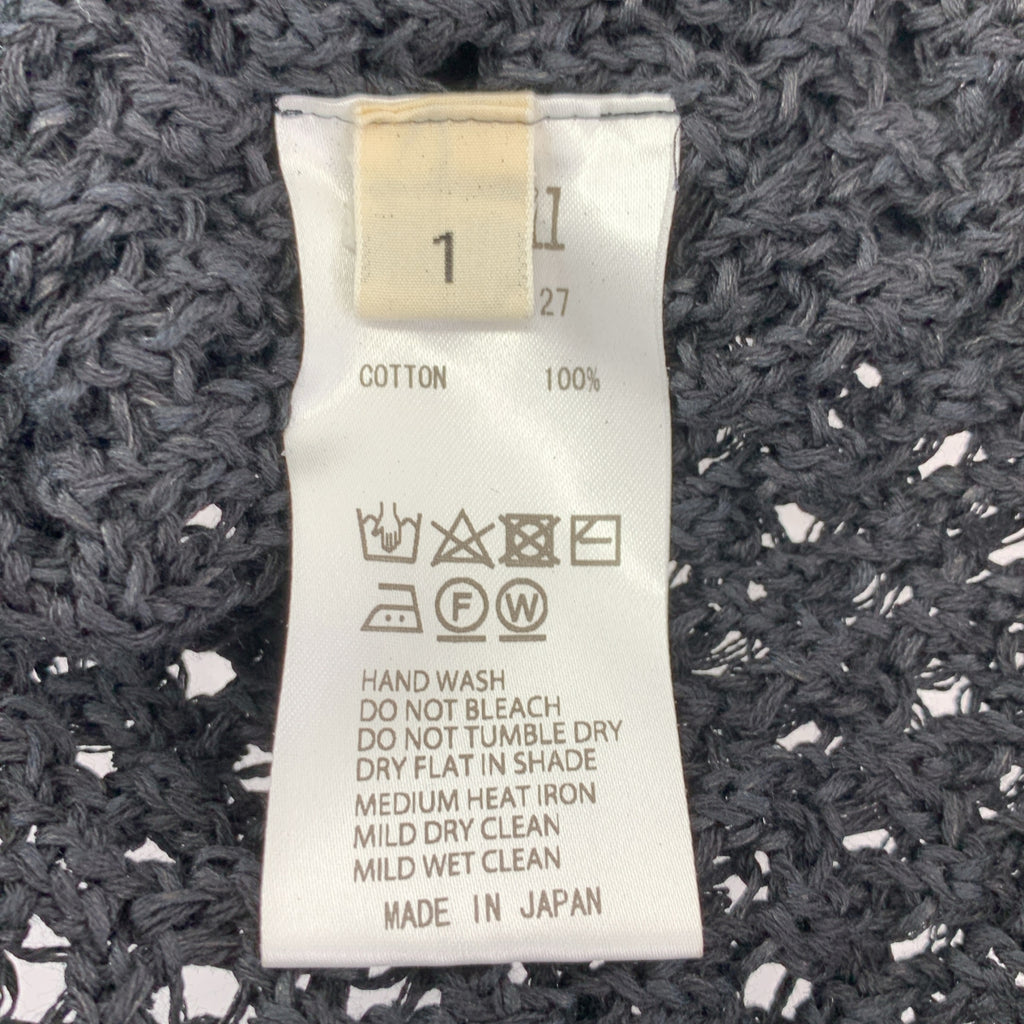 1
27
COTTON 100%
F W
HAND WASH
DO NOT BLEACH
DO NOT TUMBLE DRY
DRY FLAT IN SHADE
MEDIUM HEAT IRON
MILD DRY CLEAN
MILD WET CLEAN
MADE IN JAPAN